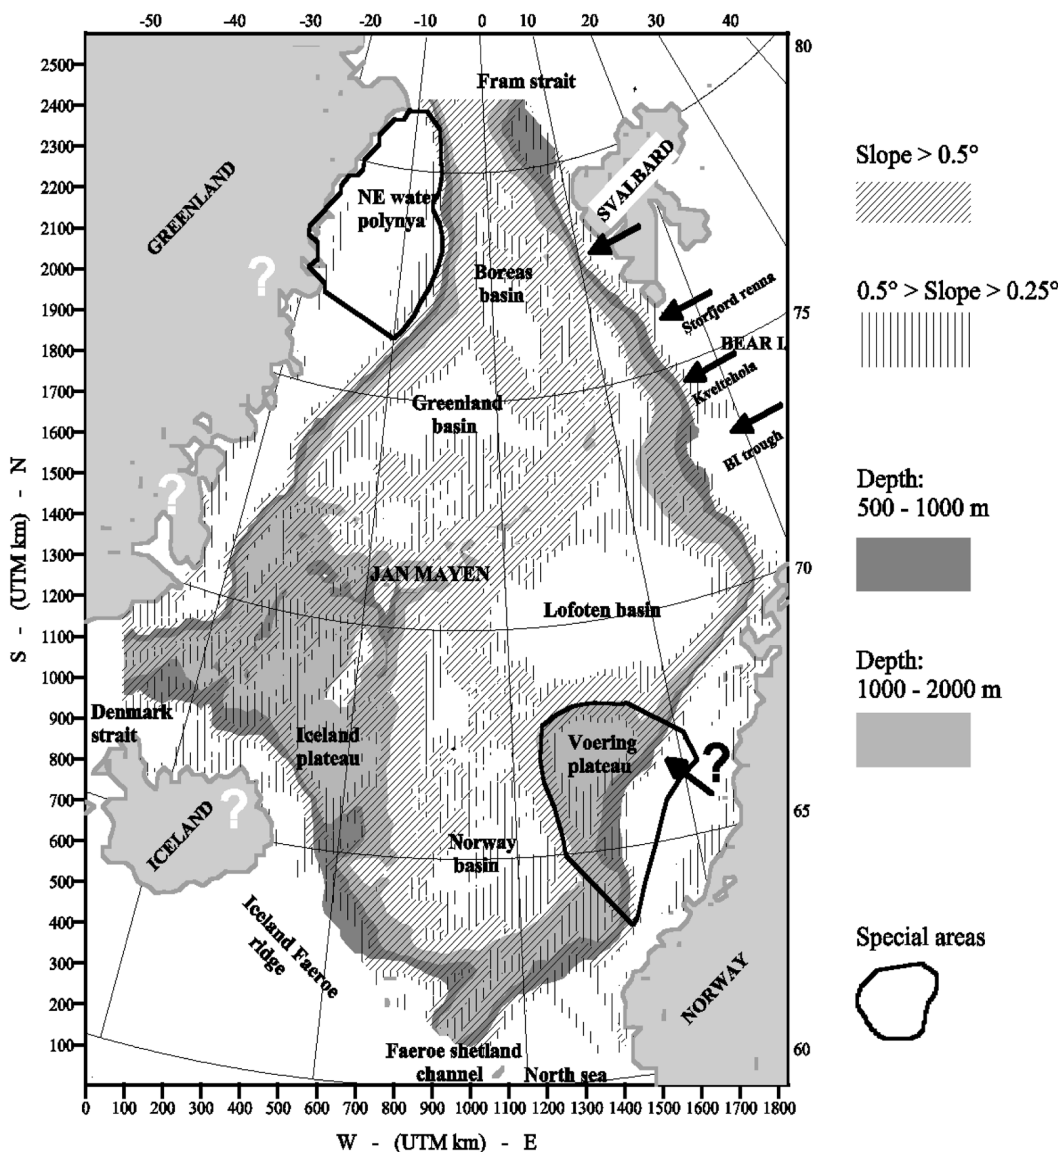 -50 -40 -30 -20 -10 0 10 20 30 40
80
75
70
65
60
2500
2400
2300
2200
2100
2000
1900
1800
1700
1600
1500
1400
1300
1200
1100
1000
900
800
700
600
500
400
300
200
100
S - (UTM km) - N
0 100 200 300 400 500 600 700 800 900 1000 1100 1200 1300 1400 1500 1600 1700 1800
W - (UTM km) - E
Fram strait
GREENLAND
SVALBARD
NE water
polynya
?
Boreas
basin
Storfjord renna
BEAR I.
Kveitehola
BI trough
Greenland
basin
?
JAN MAYEN
Lofoten basin
Denmark
strait
Iceland
plateau
Voering
plateau
?
?
ICELAND
Norway
basin
Iceland Faeroe
ridge
NORWAY
Faeroe shetland
channel
North sea
Slope > 0.5°
0.5° > Slope > 0.25°
Depth:
500 - 1000 m
Depth:
1000 - 2000 m
Special areas